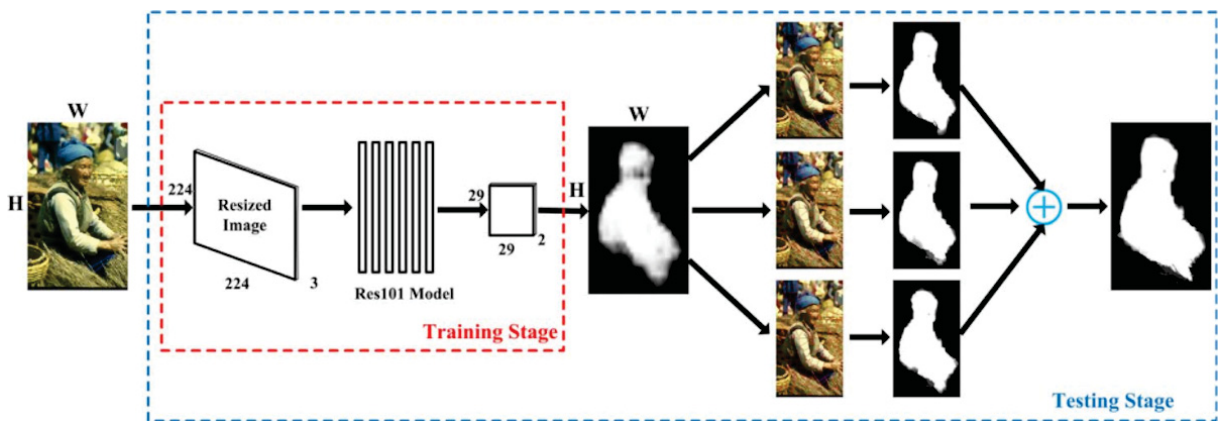 W
H
224
Resized
Image
224
3
Res101 Model
29
29
2
Training Stage
W
H
Testing Stage